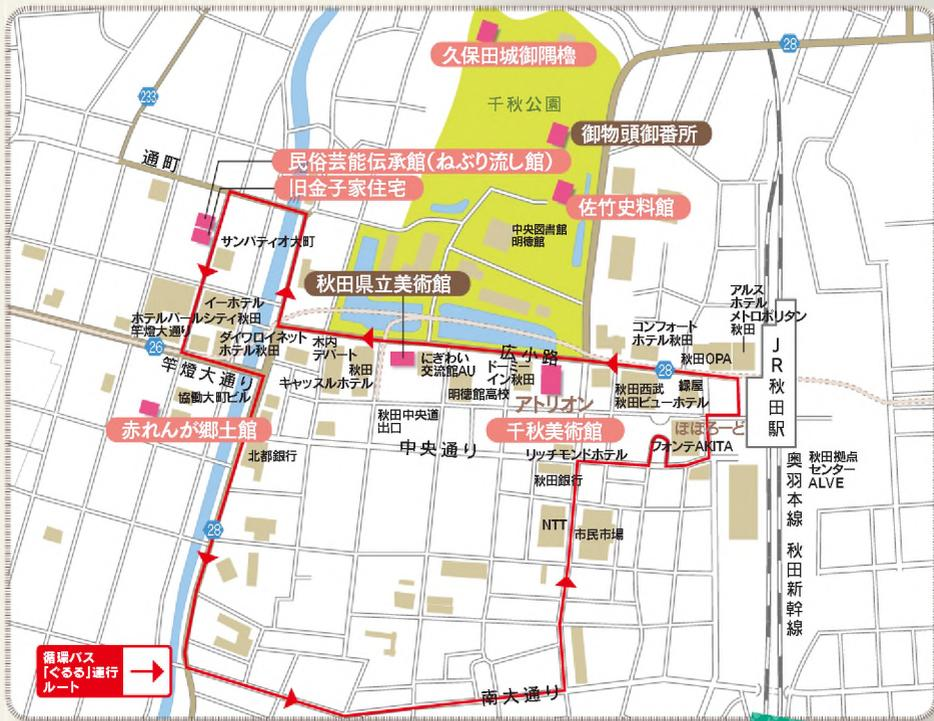 久保田城御隅櫓
28
千秋公園
233
御物頭御番所
通町
民俗芸能伝承館(ねぶり流し館)
旧金子家住宅
佐竹史料館
中央図書館
明徳館
サンパティオ大町
秋田県立美術館
アルス
ホテル
メトロポリタン
秋田
イーホテル
ホテルパールシティ秋田
竿燈大通り
ダイワロイネット
ホテル秋田
木内
デパート
コンフォート
ホテル秋田
26
竿燈大通り
秋田
キャッスルホテル
にぎわい
交流館AU
広小路
ドーミー
イン秋田
28
秋田OPA
JR秋田駅
明徳館高校
協働大町ビル
秋田西武
緑屋
秋田ビューホテル
アトリオン
秋田中央道
出口
赤れんが郷土館
千秋美術館
ぽぽろーど
中央通り
リッチモンドホテル
フォンテAKITA
北都銀行
秋田銀行
秋田拠点
センター
ALVE
奥羽本線
秋田新幹線
28
NTT
市民市場
循環バス
「ぐるる」運行
ルート
南大通り